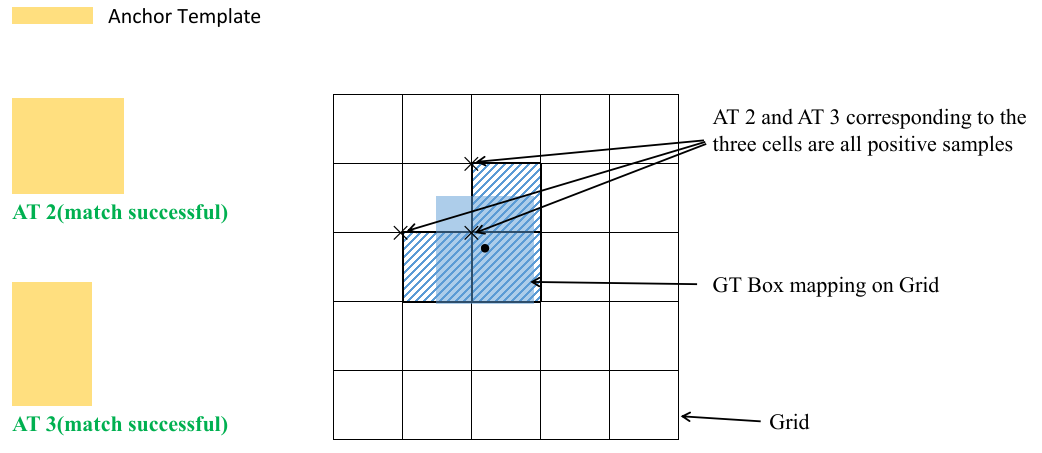 Anchor Template
AT 2 and AT 3 corresponding to the
three cells are all positive samples
AT 2(match successful)
GT Box mapping on Grid
AT 3(match successful)
Grid